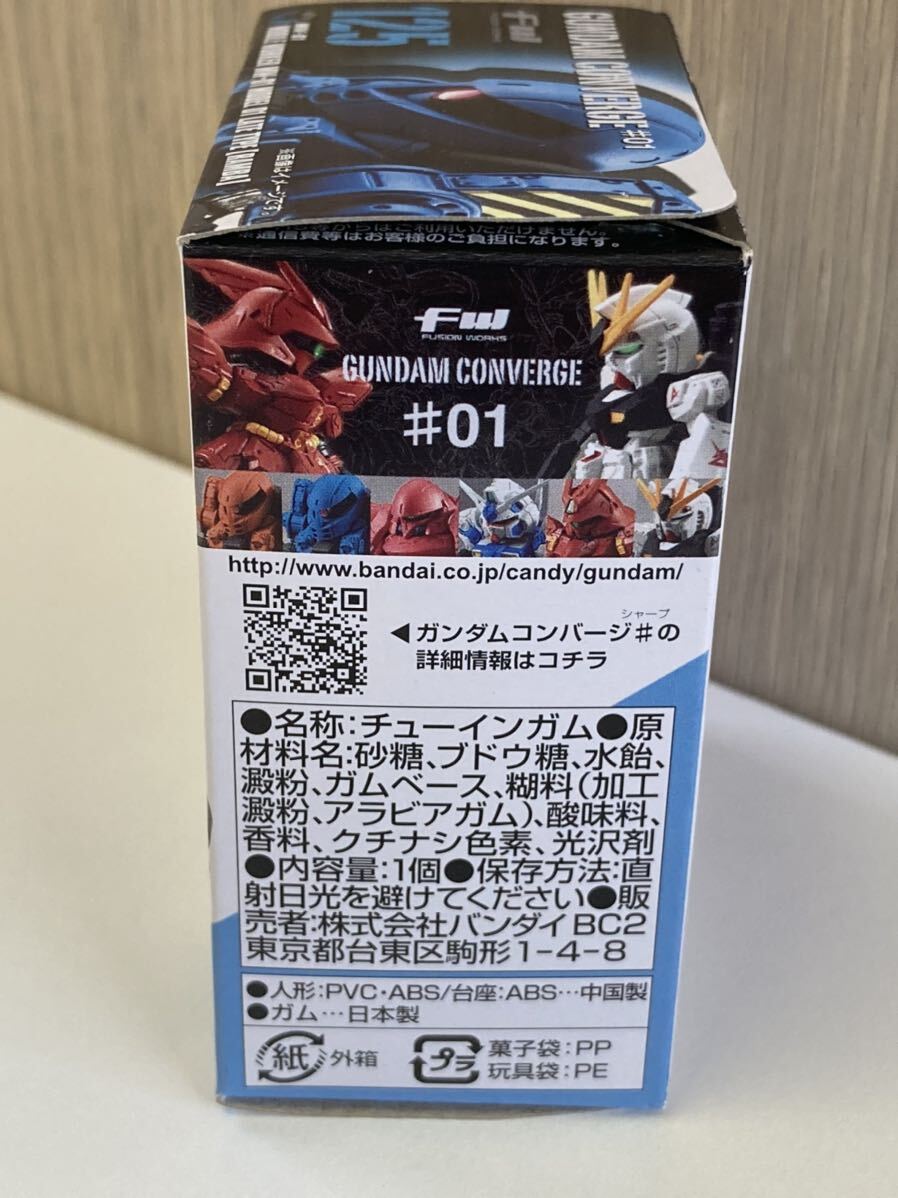 GUNDAM CONVERGE #01
※画像はイメージです。
※通信費等はお客様のご負担になります。
FW
FUSION WORKS
GUNDAM CONVERGE
#01
http://www.bandai.co.jp/candy/gundam/
シャープ
◀ガンダムコンバージ#の
詳細情報はコチラ
●名称:チューインガム●原
材料名:砂糖、ブドウ糖、水飴、
澱粉、ガムベース、糊料(加工
澱粉、アラビアガム)、酸味料、
香料、クチナシ色素、光沢剤
●内容量:1個●保存方法:直
射日光を避けてください●販
売者:株式会社バンダイBC2
東京都台東区駒形1-4-8
●人形:PVC・ABS/台座:ABS…中国製
●ガム…日本製
紙 外箱
プラ 菓子袋:PP
玩具袋:PE